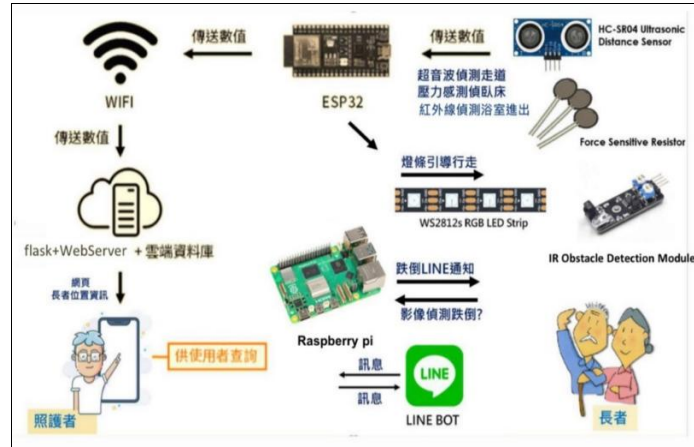 傳送數值
傳送數值
HC-SR04 Ultrasonic
Distance Sensor
WIFI
ESP32
超音波偵測走道
壓力感測偵臥床
紅外線偵測浴室進出
傳送數值
Force Sensitive Resistor
燈條引導行走
WS2812s RGB LED Strip
flask+WebServer + 雲端資料庫
IR Obstacle Detection Module
網頁
長者位置資訊
跌倒LINE通知
影像偵測跌倒?
Raspberry pi
供使用者查詢
訊息
LINE
訊息
照護者
LINE BOT
長者